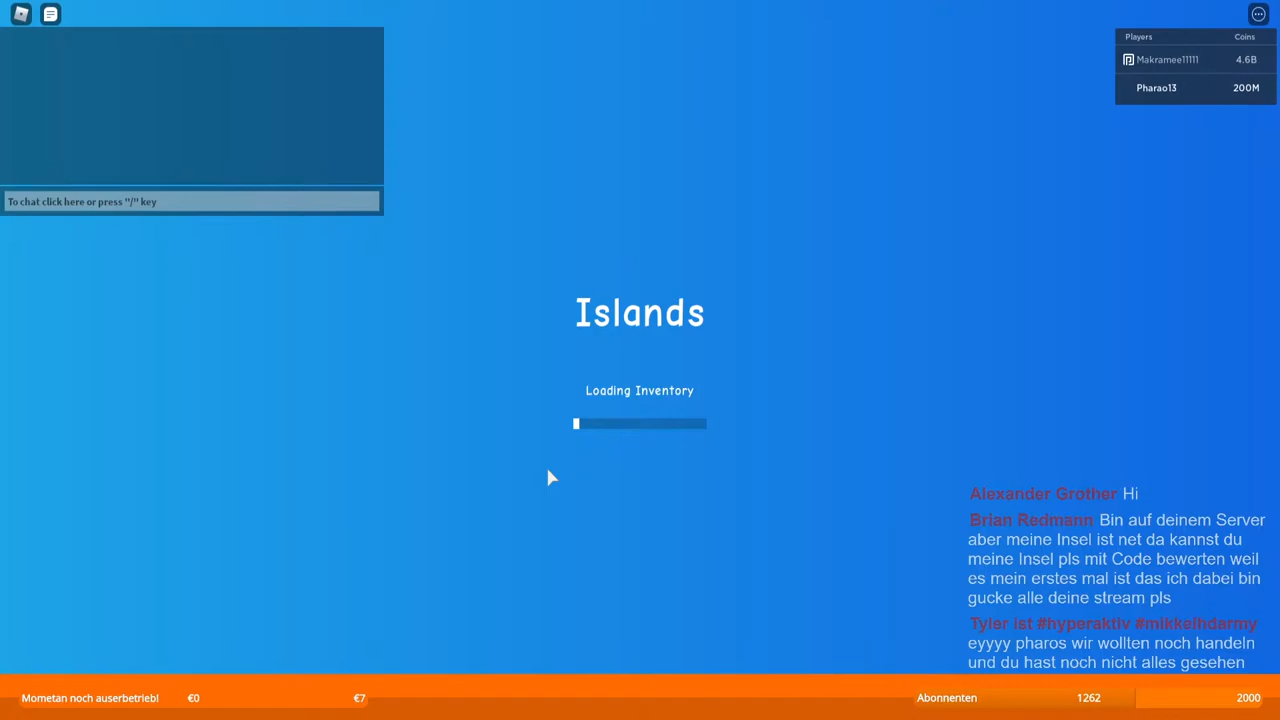 Players Coins
Makramee11111 4.6B
Pharao13 200M
To chat click here or press "/" key
Islands
Loading Inventory
Alexander Grother Hi
Brian Redmann Bin auf deinem Server
aber meine Insel ist net da kannst du
meine Insel pls mit Code bewerten weil
es mein erstes mal ist das ich dabei bin
gucke alle deine stream pls
Tyler ist #hyperaktiv #mikkelhdarmy
eyyyy pharos wir wollten noch handeln
und du hast noch nicht alles gesehen
Mometan noch auserbetrieb! €0 €7 Abonnenten 1262 2000